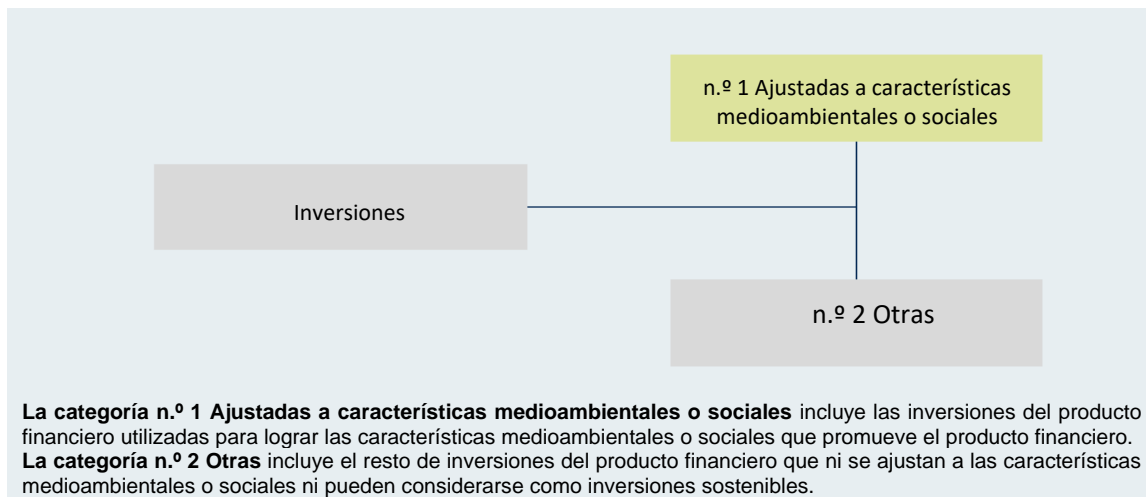 n.º 1 Ajustadas a características
medioambientales o sociales
Inversiones
n.º 2 Otras
La categoría n.º 1 Ajustadas a características medioambientales o sociales incluye las inversiones del producto
financiero utilizadas para lograr las características medioambientales o sociales que promueve el producto financiero.
La categoría n.º 2 Otras incluye el resto de inversiones del producto financiero que ni se ajustan a las características
medioambientales o sociales ni pueden considerarse como inversiones sostenibles.